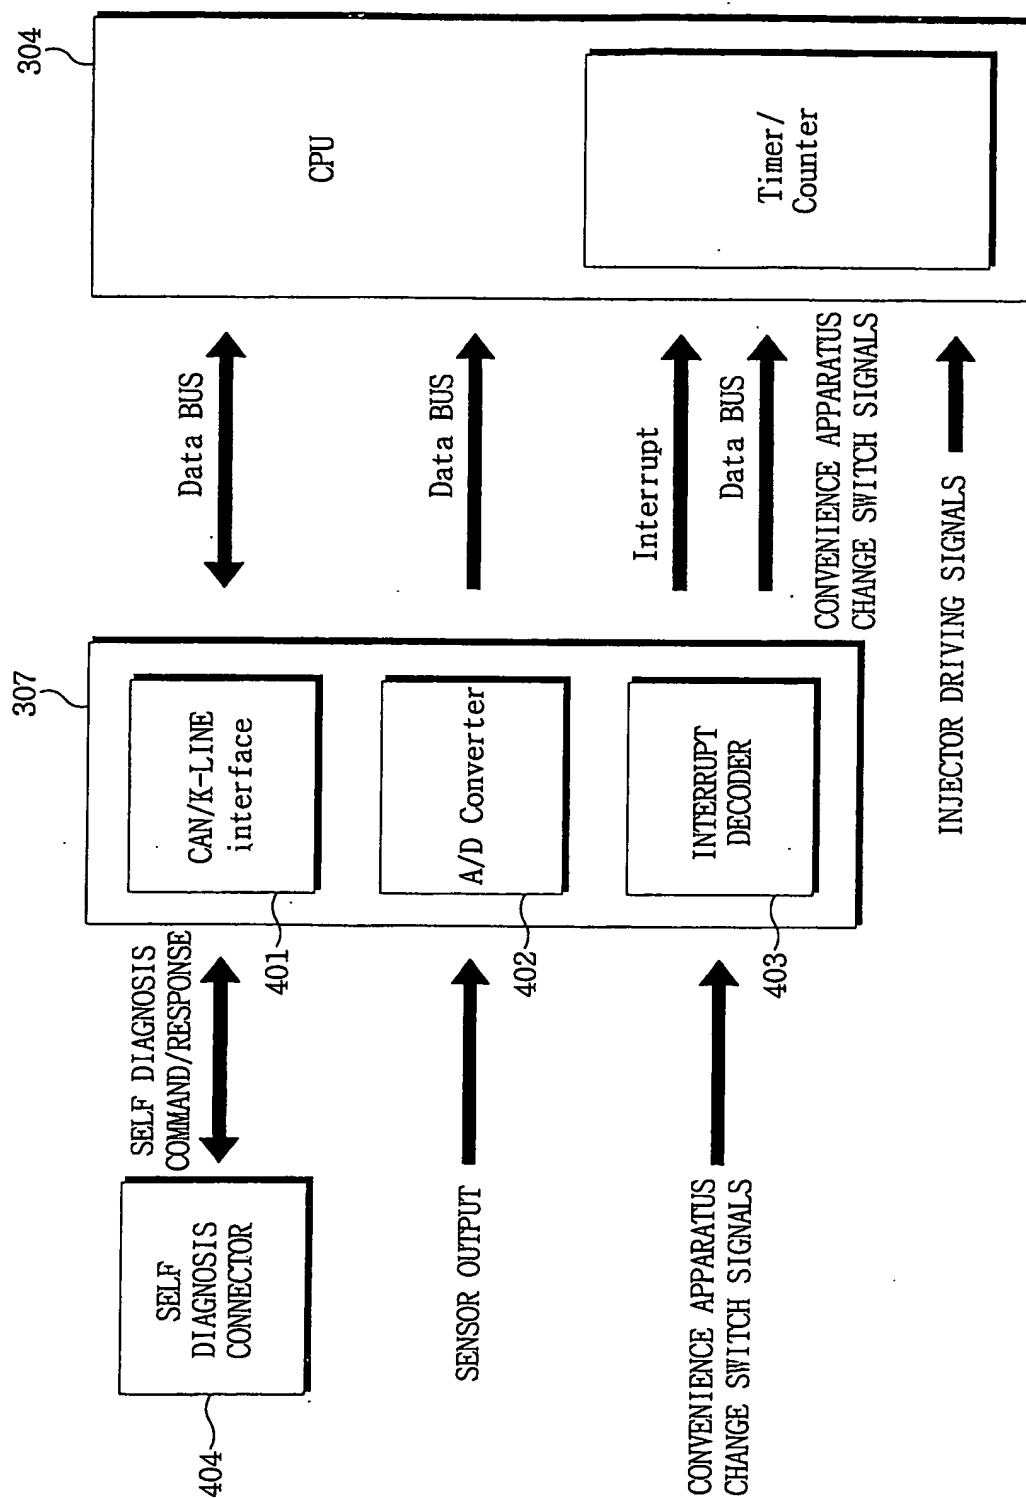 404
SELF
DIAGNOSIS
CONNECTOR
SELF DIAGNOSIS
COMMAND/RESPONSE
SENSOR OUTPUT
CONVENIENCE APPARATUS
CHANGE SWITCH SIGNALS
307
CAN/K-LINE
interface
401
A/D Converter
402
INTERRUPT
DECODER
403
Data BUS
Data BUS
Interrupt
Data BUS
CONVENIENCE APPARATUS
CHANGE SWITCH SIGNALS
INJECTOR DRIVING SIGNALS
304
CPU
Timer/
Counter